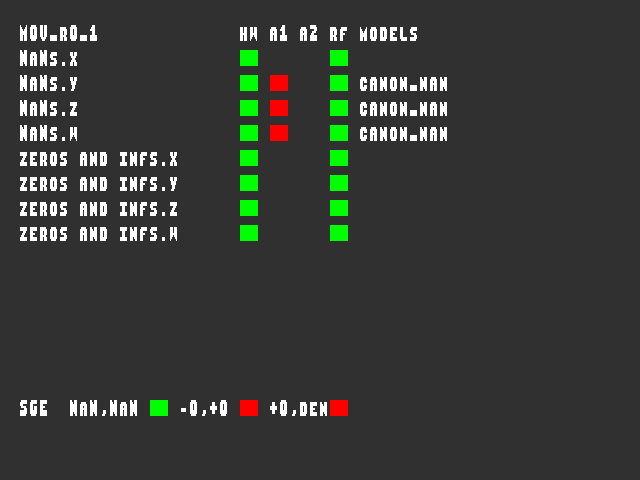 MOV_R0_1 HW A1 A2 RF MODELS
NaNs.X
NaNs.Y CANON_NAN
NaNs.Z CANON_NAN
NaNs.W CANON_NAN
ZEROS AND INFS.X
ZEROS AND INFS.Y
ZEROS AND INFS.Z
ZEROS AND INFS.W
SGE NaN,NaN -0,+0 +0,DEN